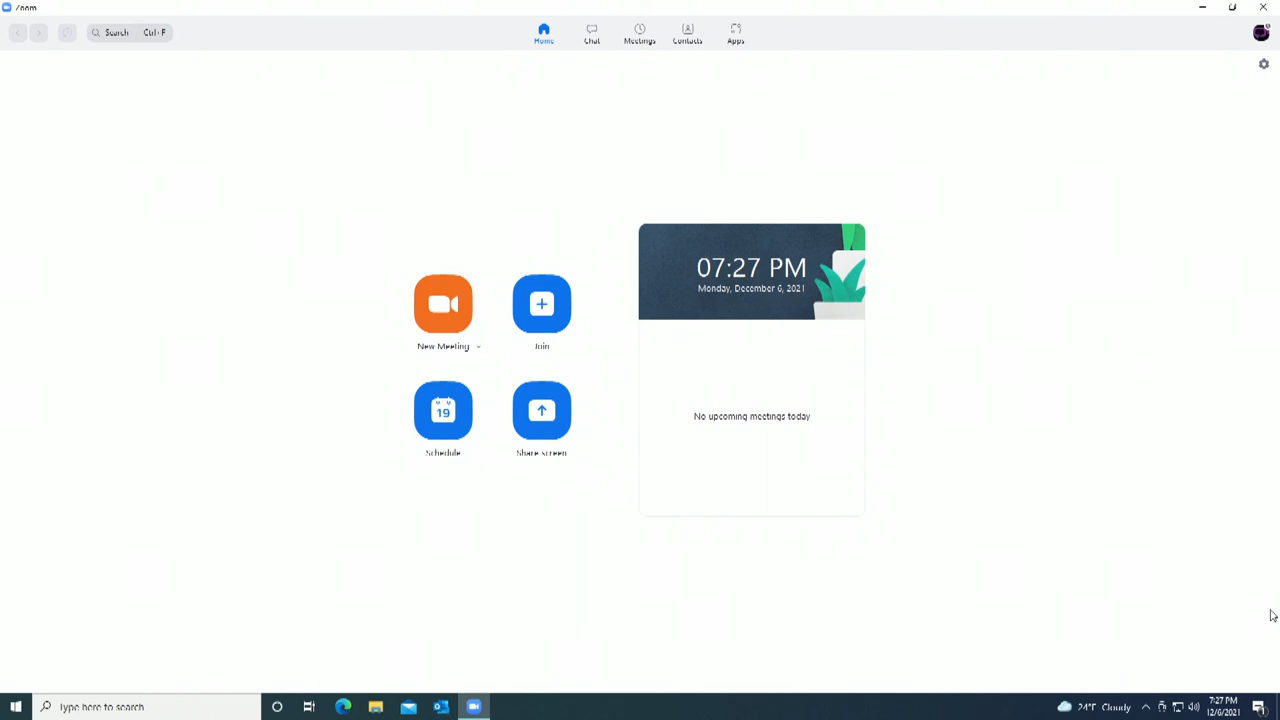 Zoom
Search Ctrl+F
Home
Chat
Meetings
Contacts
Apps
07:27 PM
Monday, December 6, 2021
New Meeting
Join
19
Schedule
Share screen
No upcoming meetings today
Type here to search
24°F Cloudy
7:27 PM
12/6/2021
1